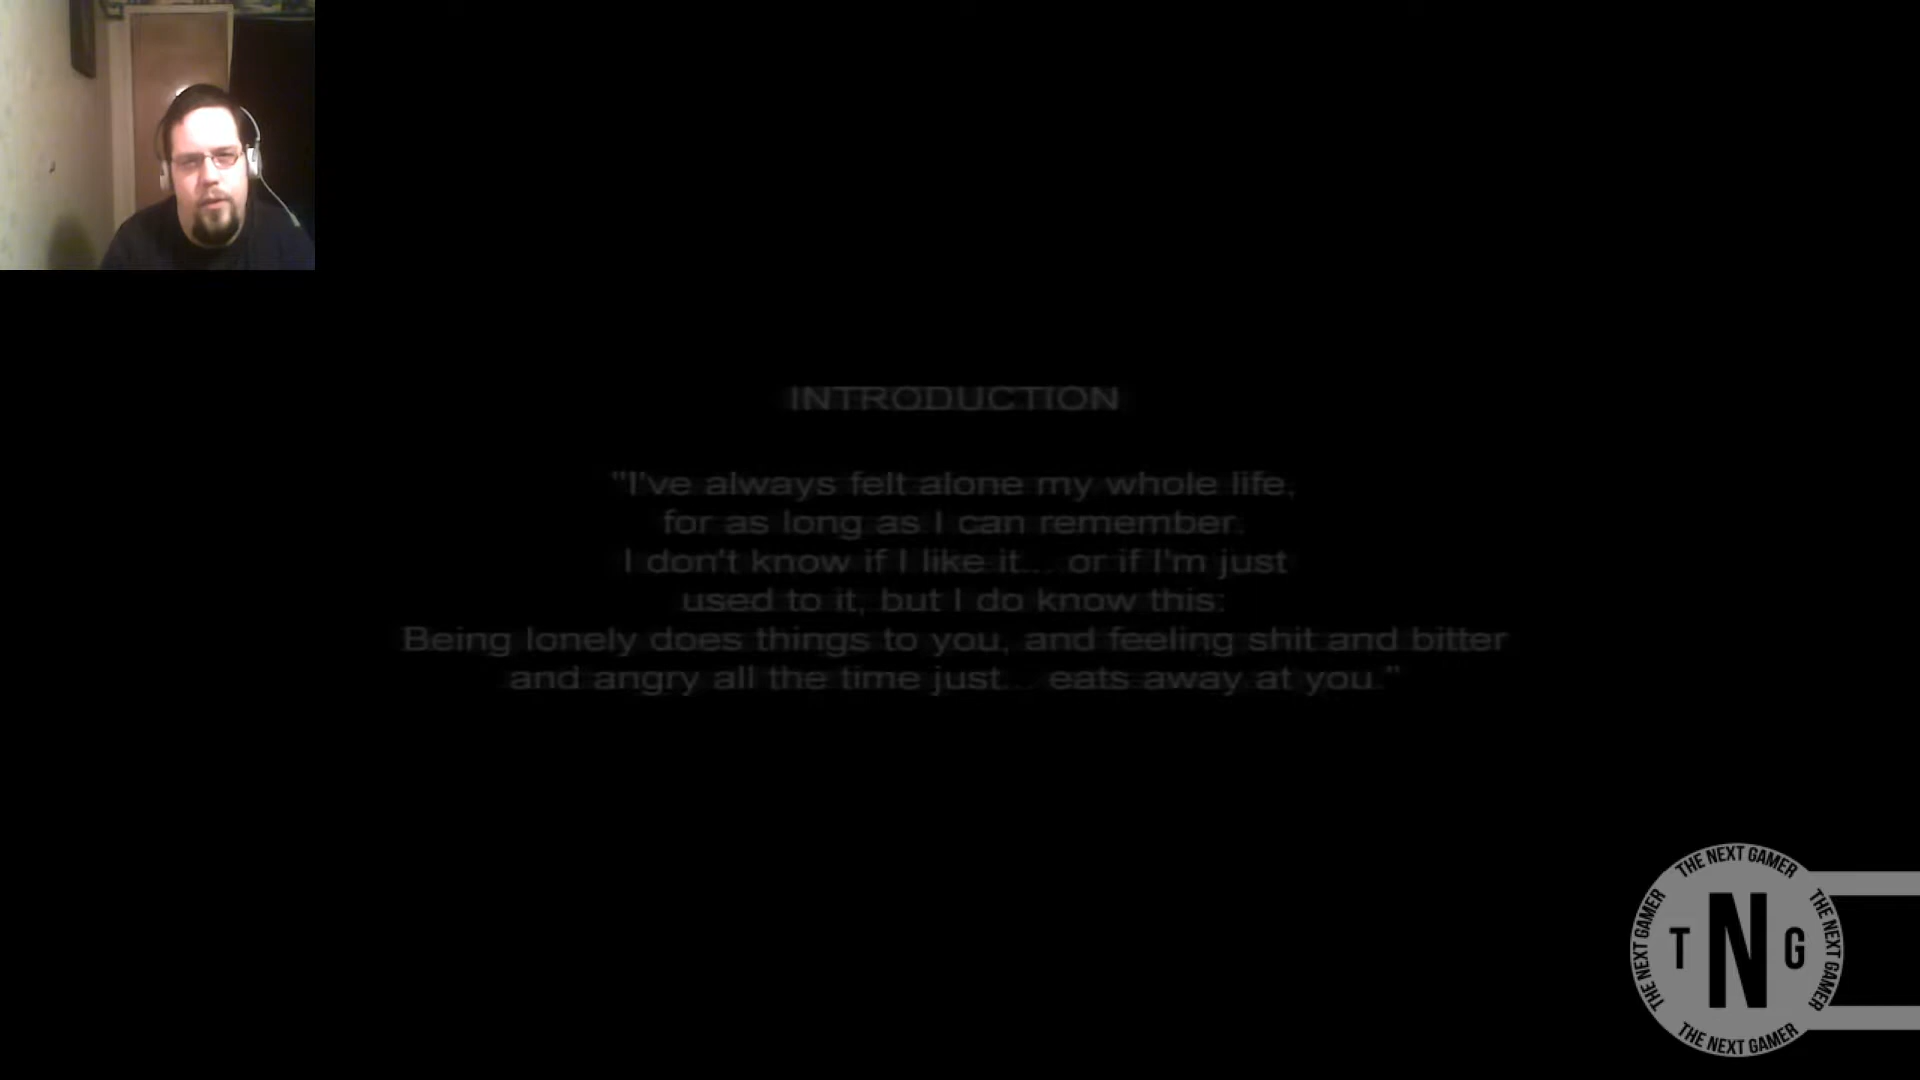 INTRODUCTION
"I've always felt alone my whole life,
for as long as I can remember.
I don't know if I like it... or if I'm just
used to it, but I do know this:
Being lonely does things to you, and feeling shit and bitter
and angry all the time just... eats away at you."
THE NEXT GAMER
THE NEXT GAMER
THE NEXT GAMER
T N G
THE NEXT GAMER